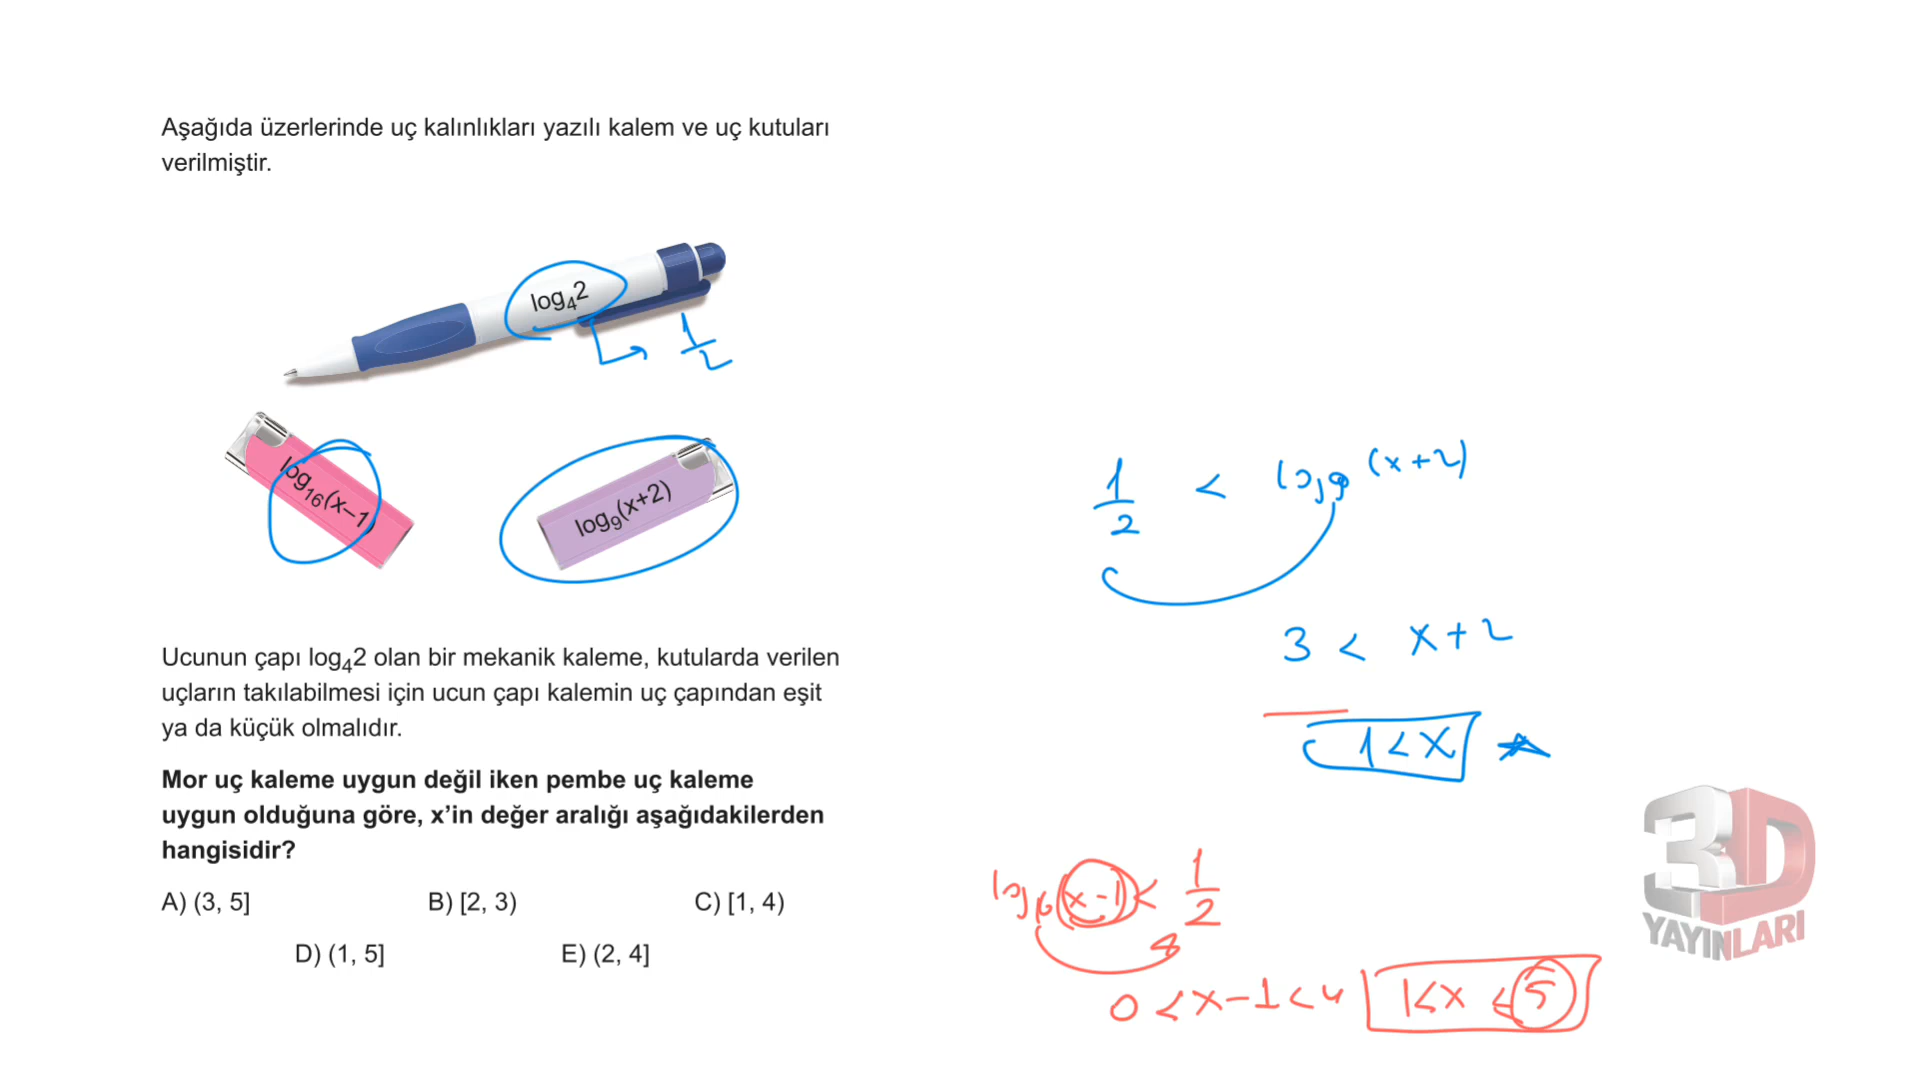 Aşağıda üzerlerinde uç kalınlıkları yazılı kalem ve uç kutuları
verilmiştir.
log₄2
1/2
log₁₆(x–1)
log₉(x+2)
Ucunun çapı log₄2 olan bir mekanik kaleme, kutularda verilen
uçların takılabilmesi için ucun çapı kalemin uç çapından eşit
ya da küçük olmalıdır.
Mor uç kaleme uygun değil iken pembe uç kaleme
uygun olduğuna göre, x’in değer aralığı aşağıdakilerden
hangisidir?
A) (3, 5] B) [2, 3) C) [1, 4)
D) (1, 5] E) (2, 4]
1/2 < log₉(x+2)
3 < x+2
1 < x
log₁₆(x-1) < 1/2
0 < x-1 < 4 1 < x ≤ 5
3D
YAYINLARI